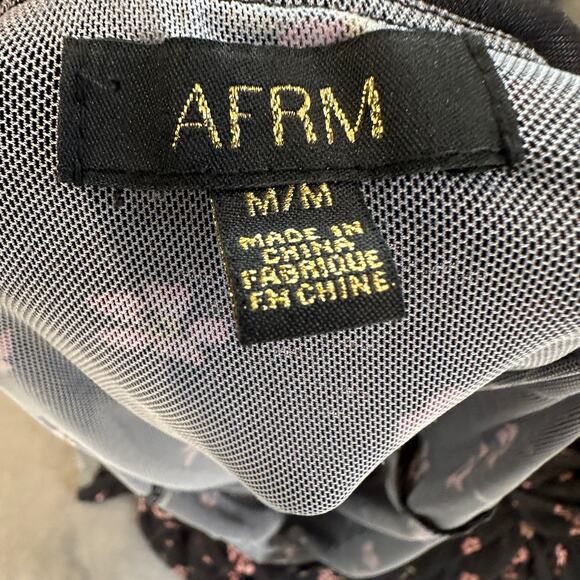 AFRM
M/M
MADE IN
CHINA
FABRIQUE
EN CHINE